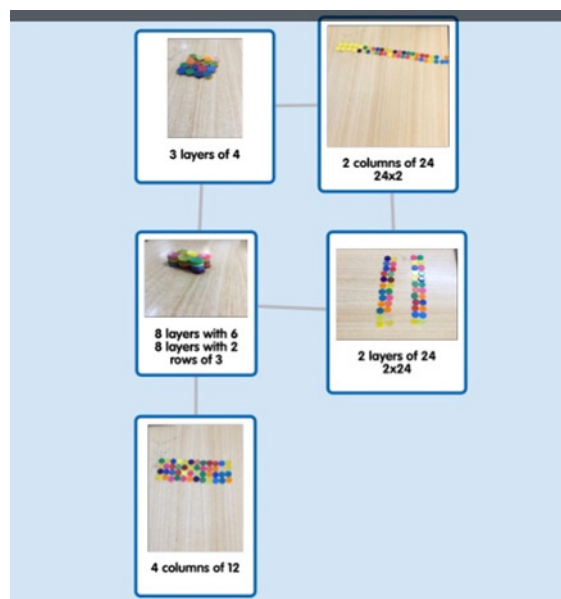 3 layers of 4
2 columns of 24
24x2
8 layers with 6
8 layers with 2
rows of 3
2 layers of 24
2x24
4 columns of 12